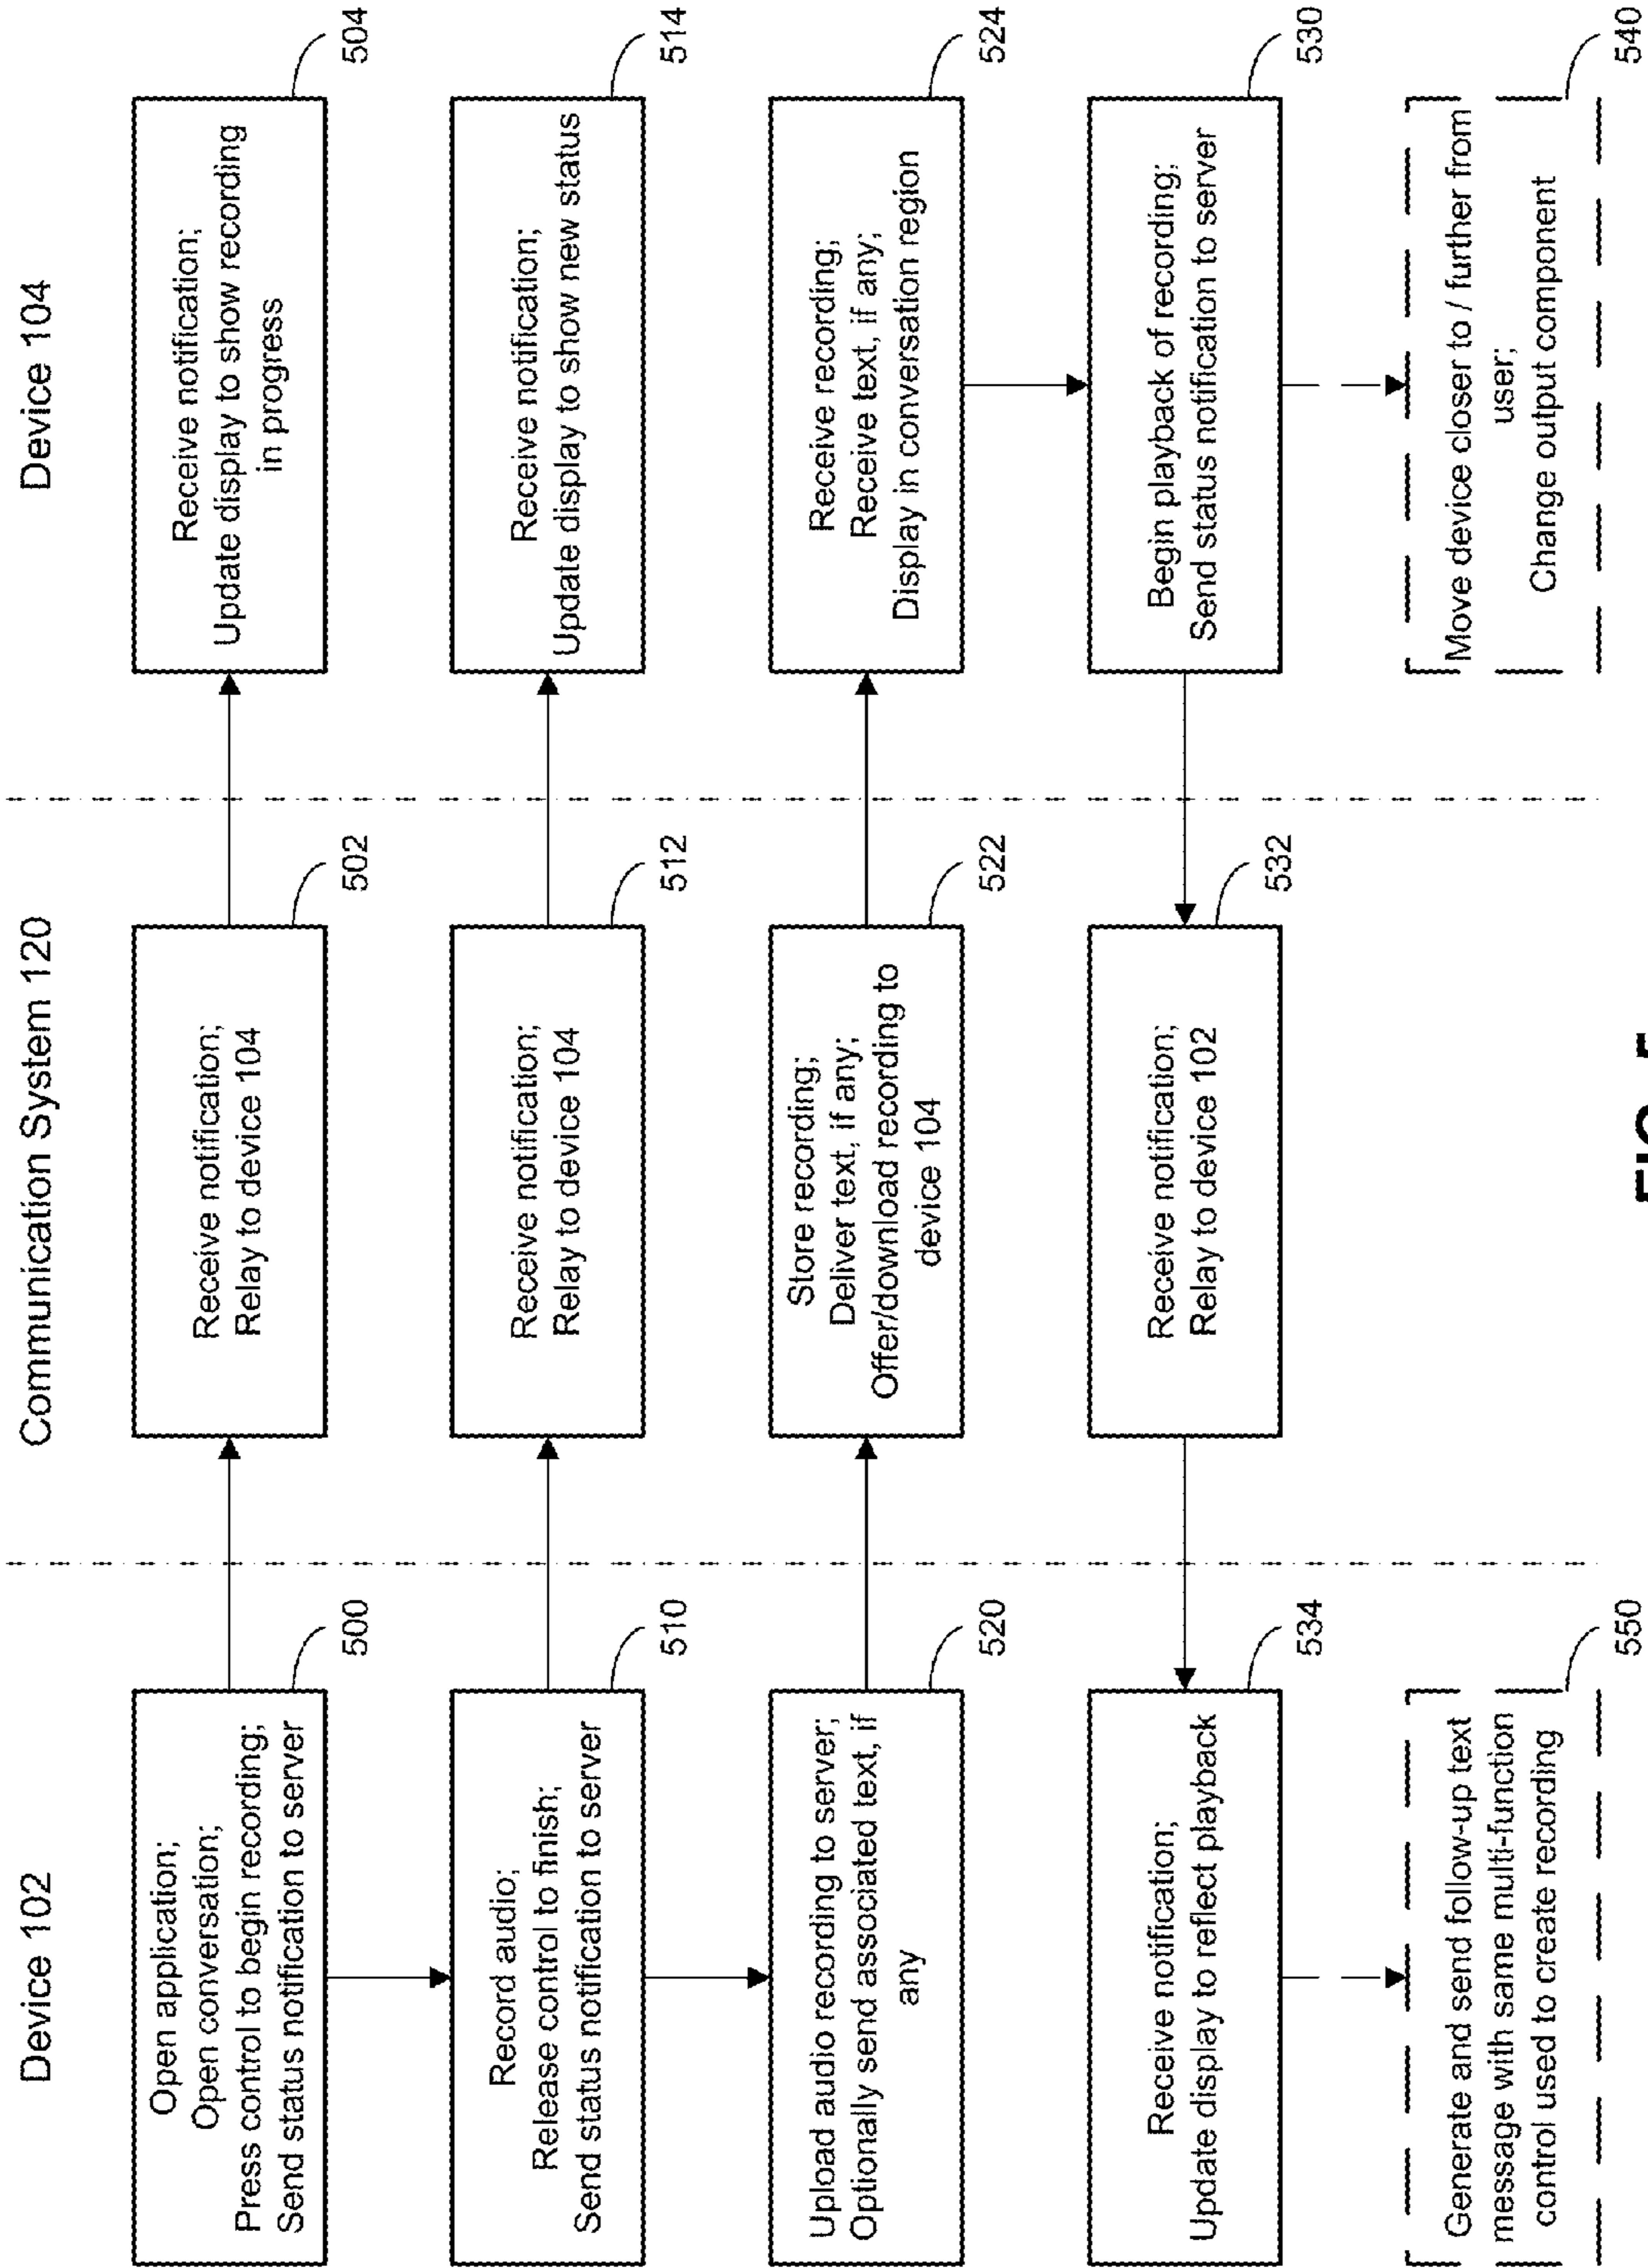 Device 102
Communication System 120
Device 104
Open application;
Open conversation;
Press control to begin recording;
Send status notification to server
500
Receive notification;
Relay to device 104
502
Receive notification;
Update display to show recording
in progress
504
Record audio;
Release control to finish;
Send status notification to server
510
Receive notification;
Relay to device 104
512
Receive notification;
Update display to show new status
514
Upload audio recording to server;
Optionally send associated text, if
any
520
Store recording;
Deliver text, if any;
Offer/download recording to
device 104
522
Receive recording;
Receive text, if any;
Display in conversation region
524
Receive notification;
Update display to reflect playback
534
Receive notification;
Relay to device 102
532
Begin playback of recording;
Send status notification to server
530
Generate and send follow-up text
message with same multi-function
control used to create recording
550
Move device closer to / further from
user;
Change output component
540